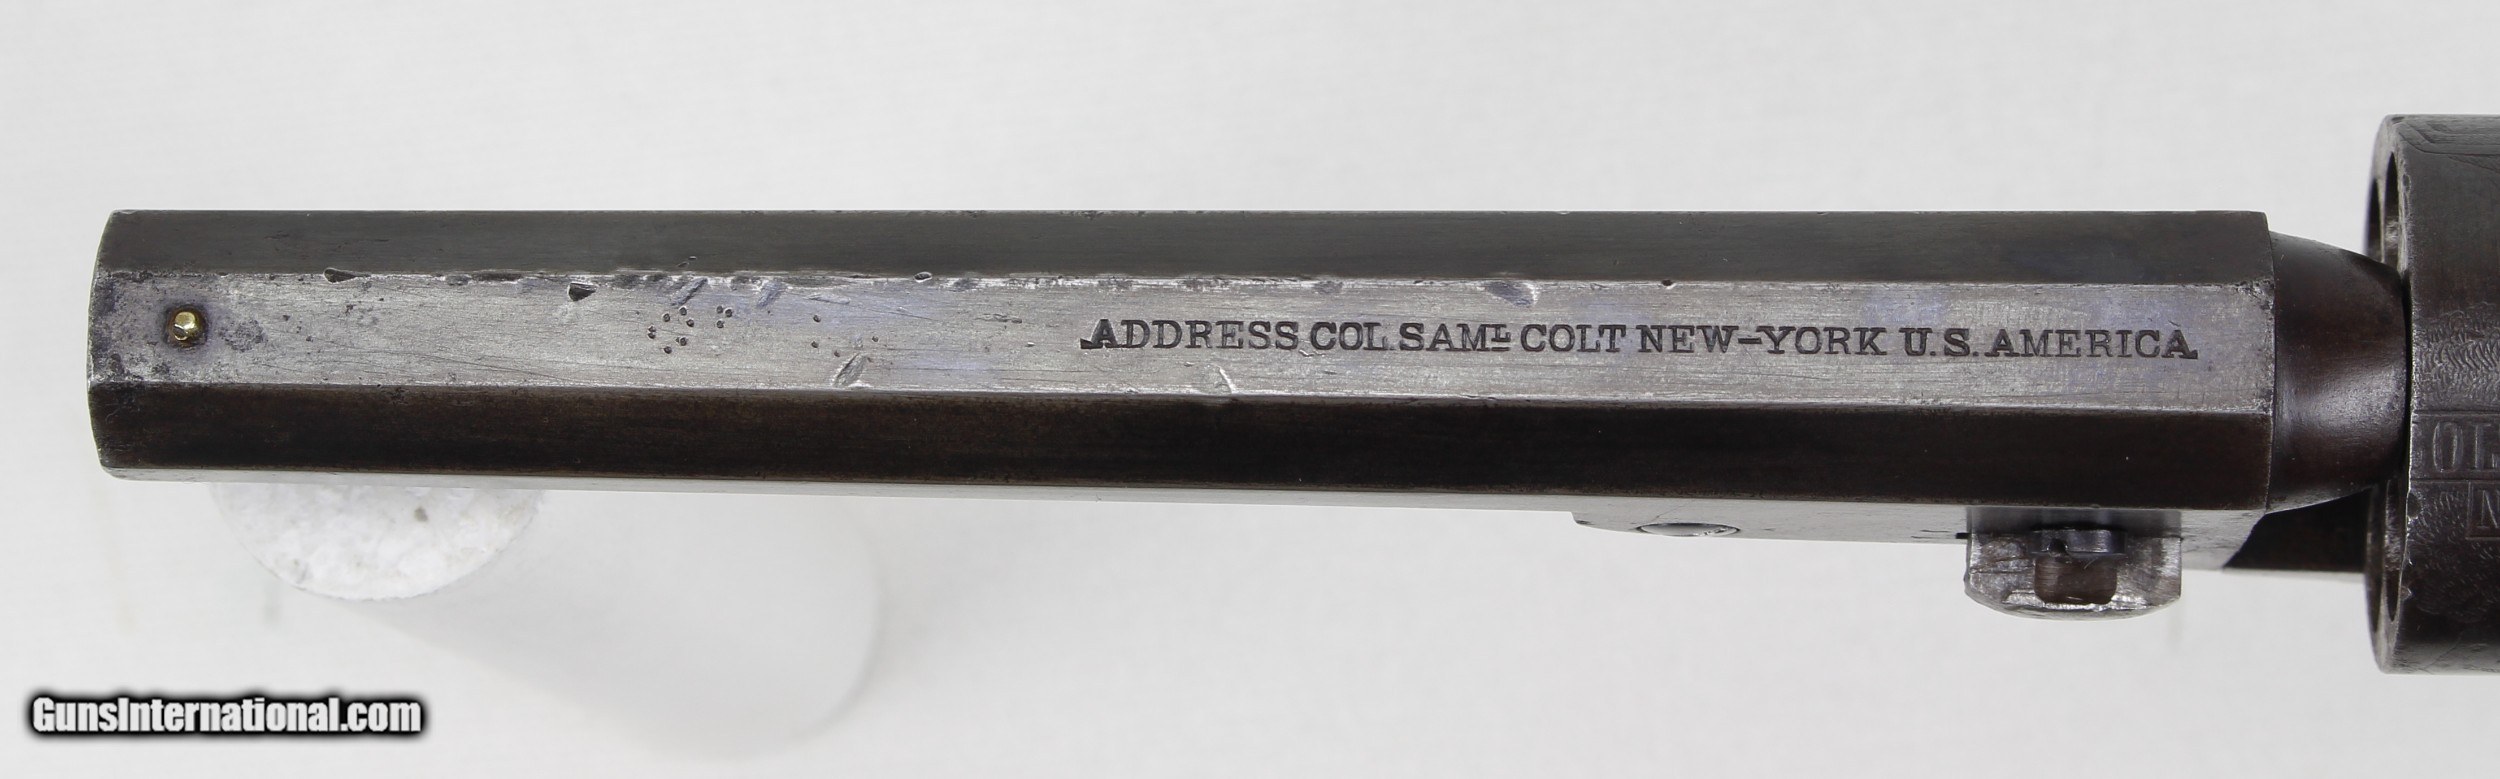 ADDRESS COL. SAMᴸ COLT NEW-YORK U.S. AMERICA
GunsInternational.com